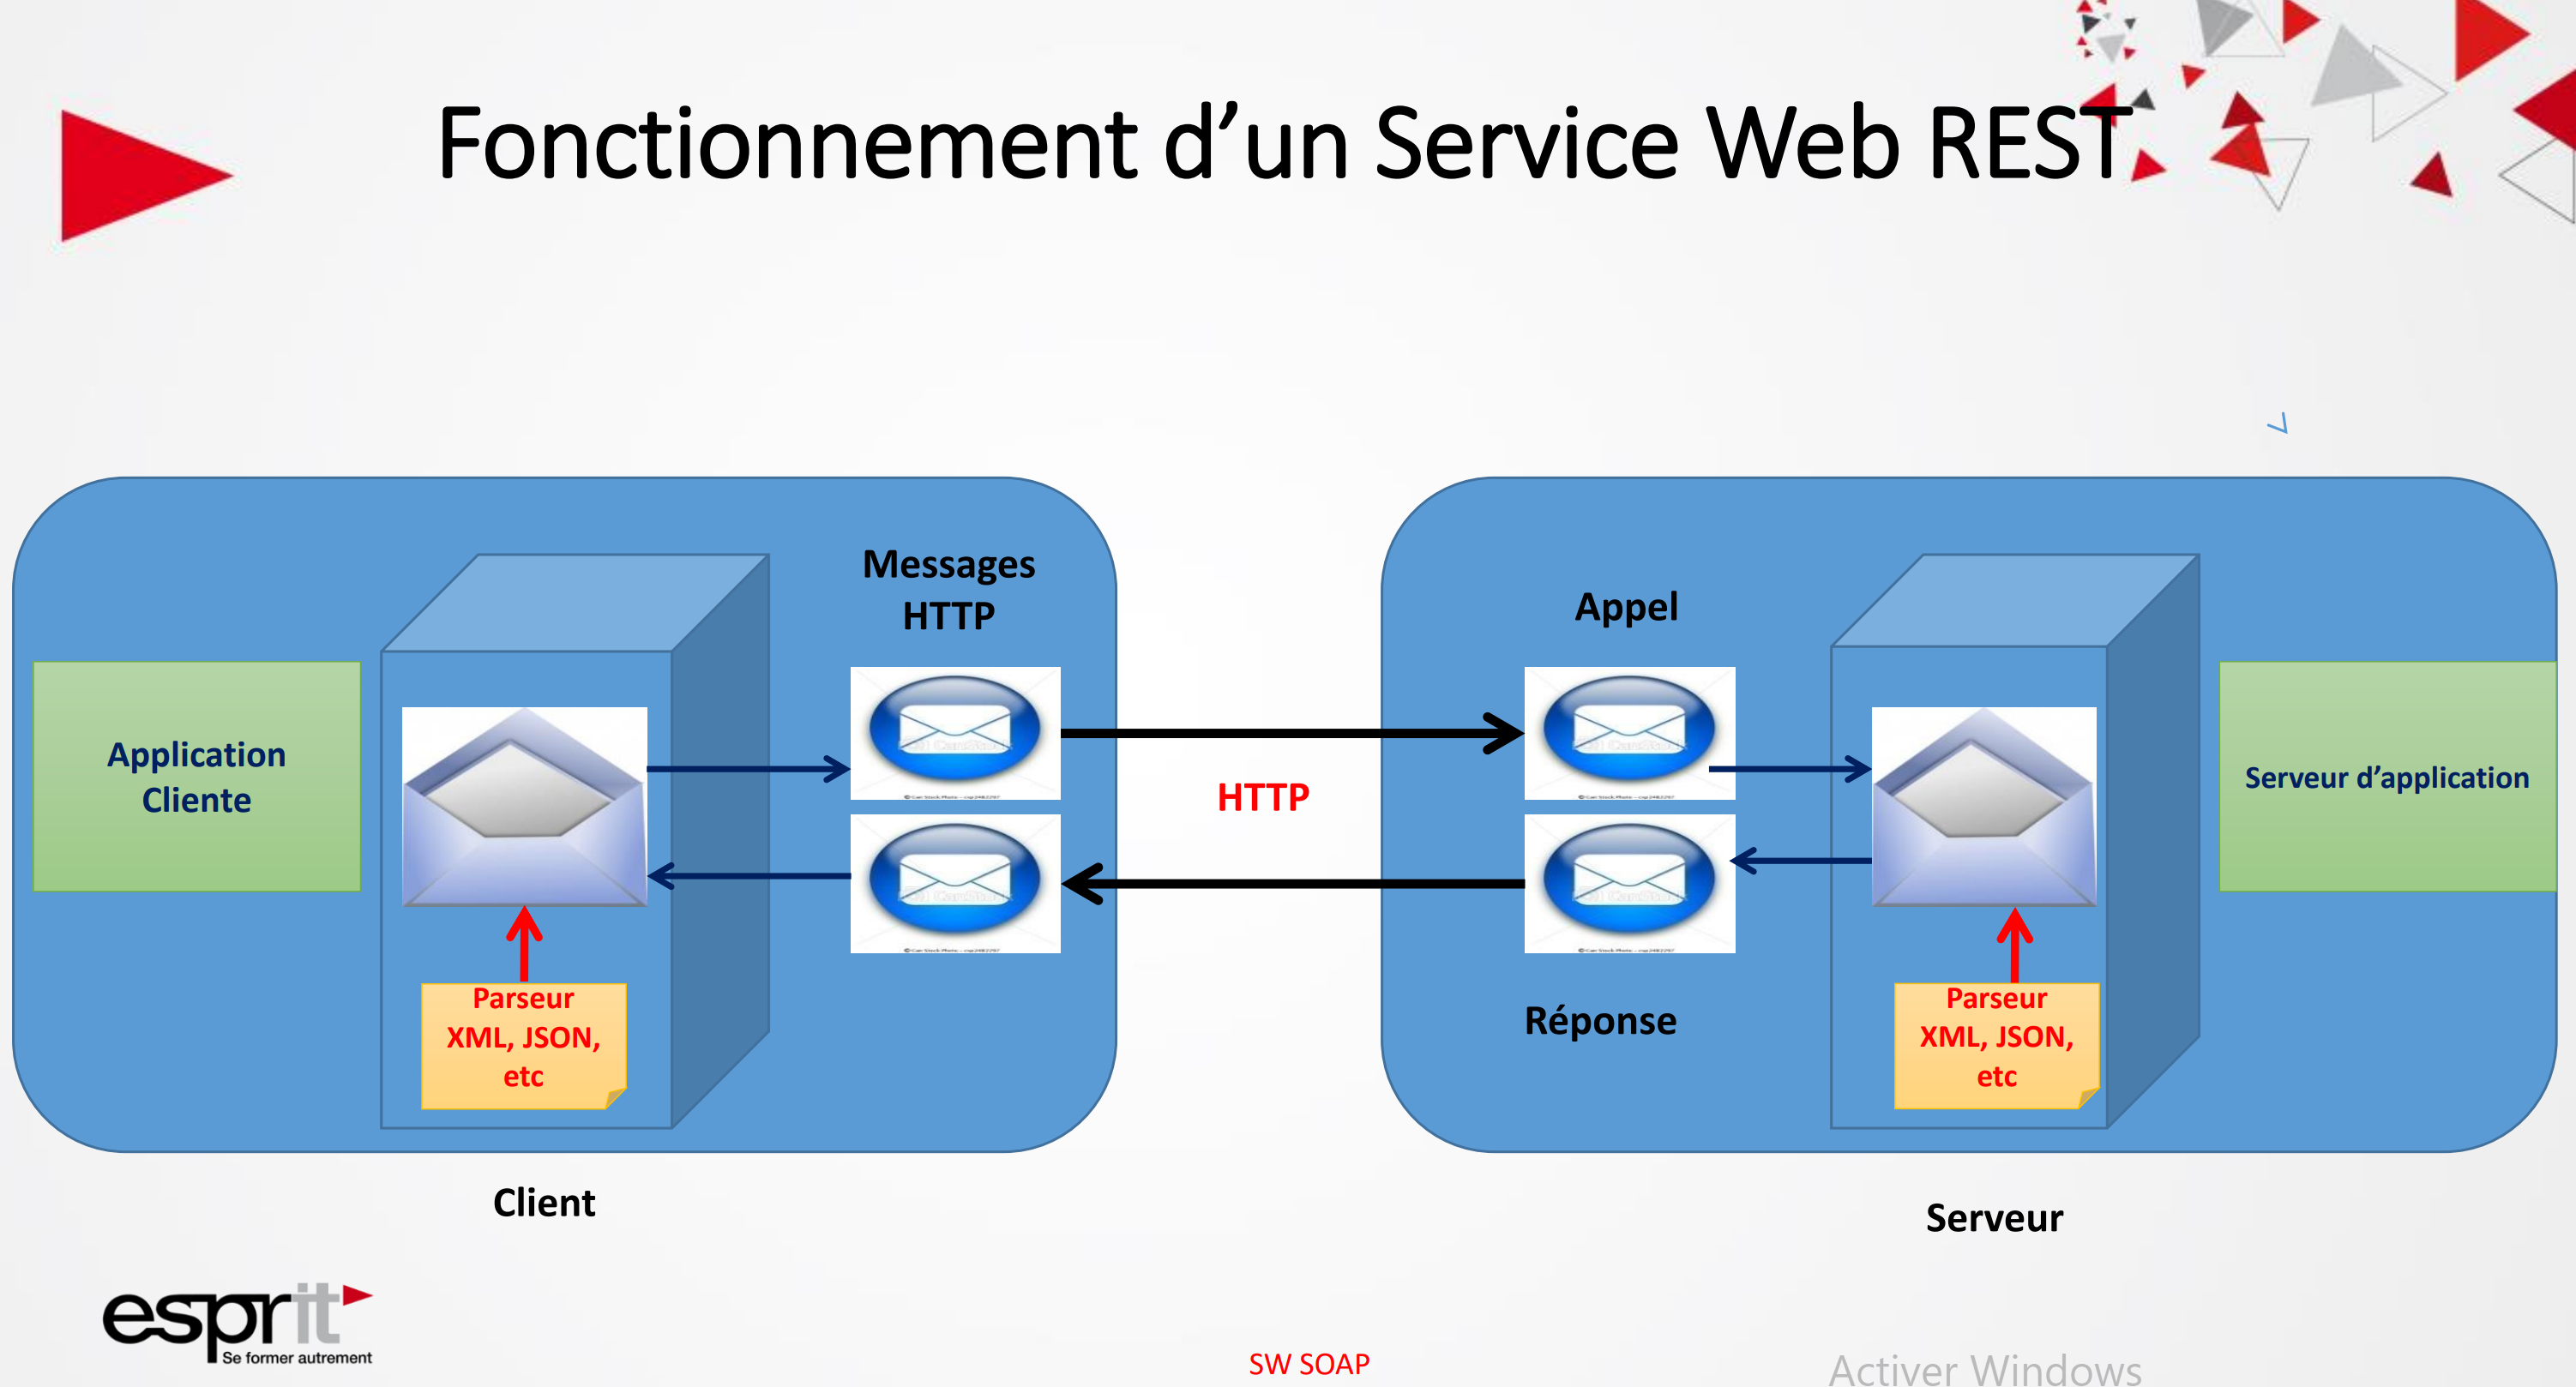 Fonctionnement d’un Service Web REST
Messages
HTTP
Appel
Application
Cliente
HTTP
Serveur d’application
Parseur
XML, JSON,
etc
Réponse
Parseur
XML, JSON,
etc
Client
Serveur
esprit
Se former autrement
SW SOAP
Activer Windows